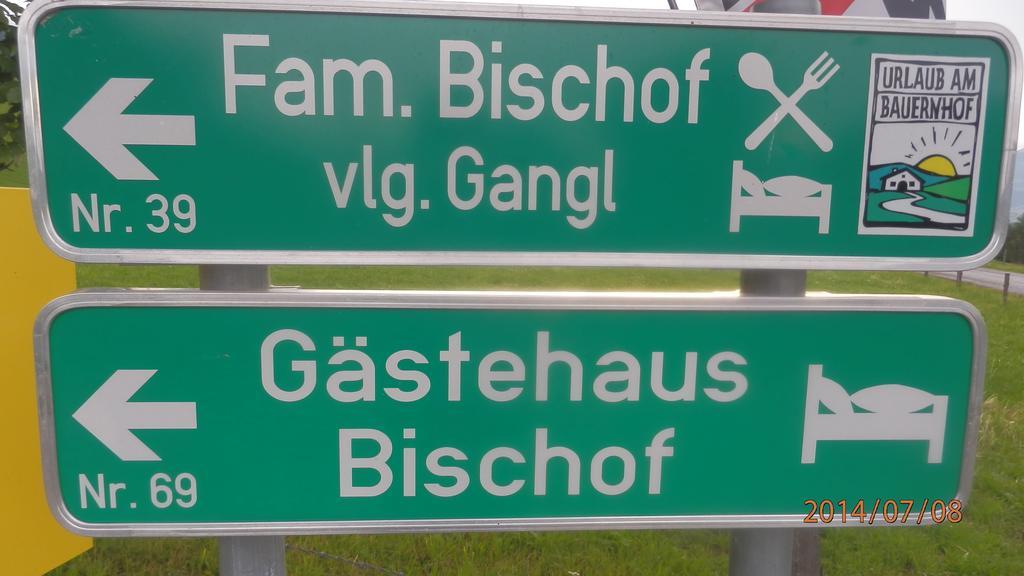 Fam. Bischof
vlg. Gangl
Nr. 39
URLAUB AM
BAUERNHOF
Gästehaus
Bischof
Nr. 69
2014/07/08